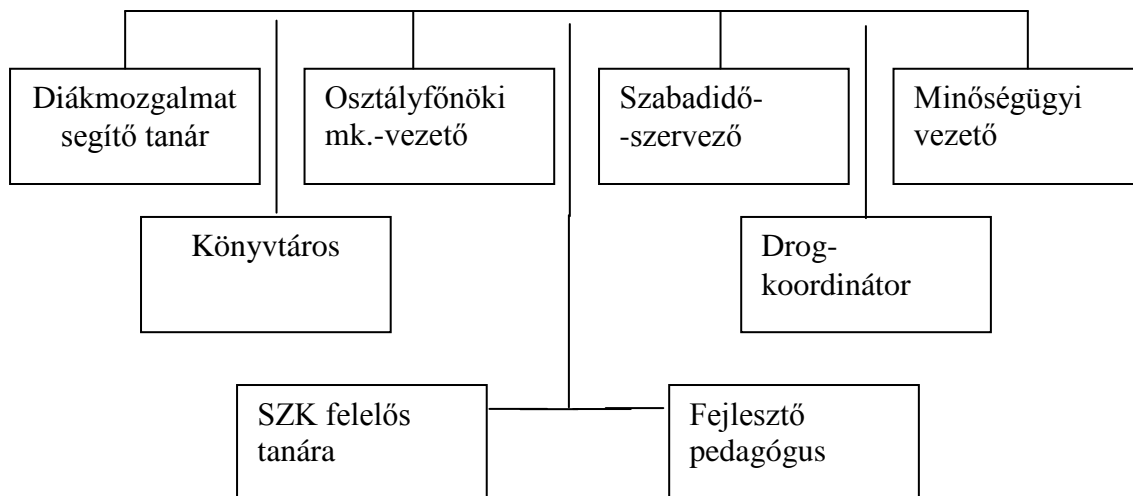 Diákmozgalmat
segítő tanár
Osztályfőnöki
mk.-vezető
Szabadidő-
-szervező
Minőségügyi
vezető
Könyvtáros
Drog-
koordinátor
SZK felelős
tanára
Fejlesztő
pedagógus